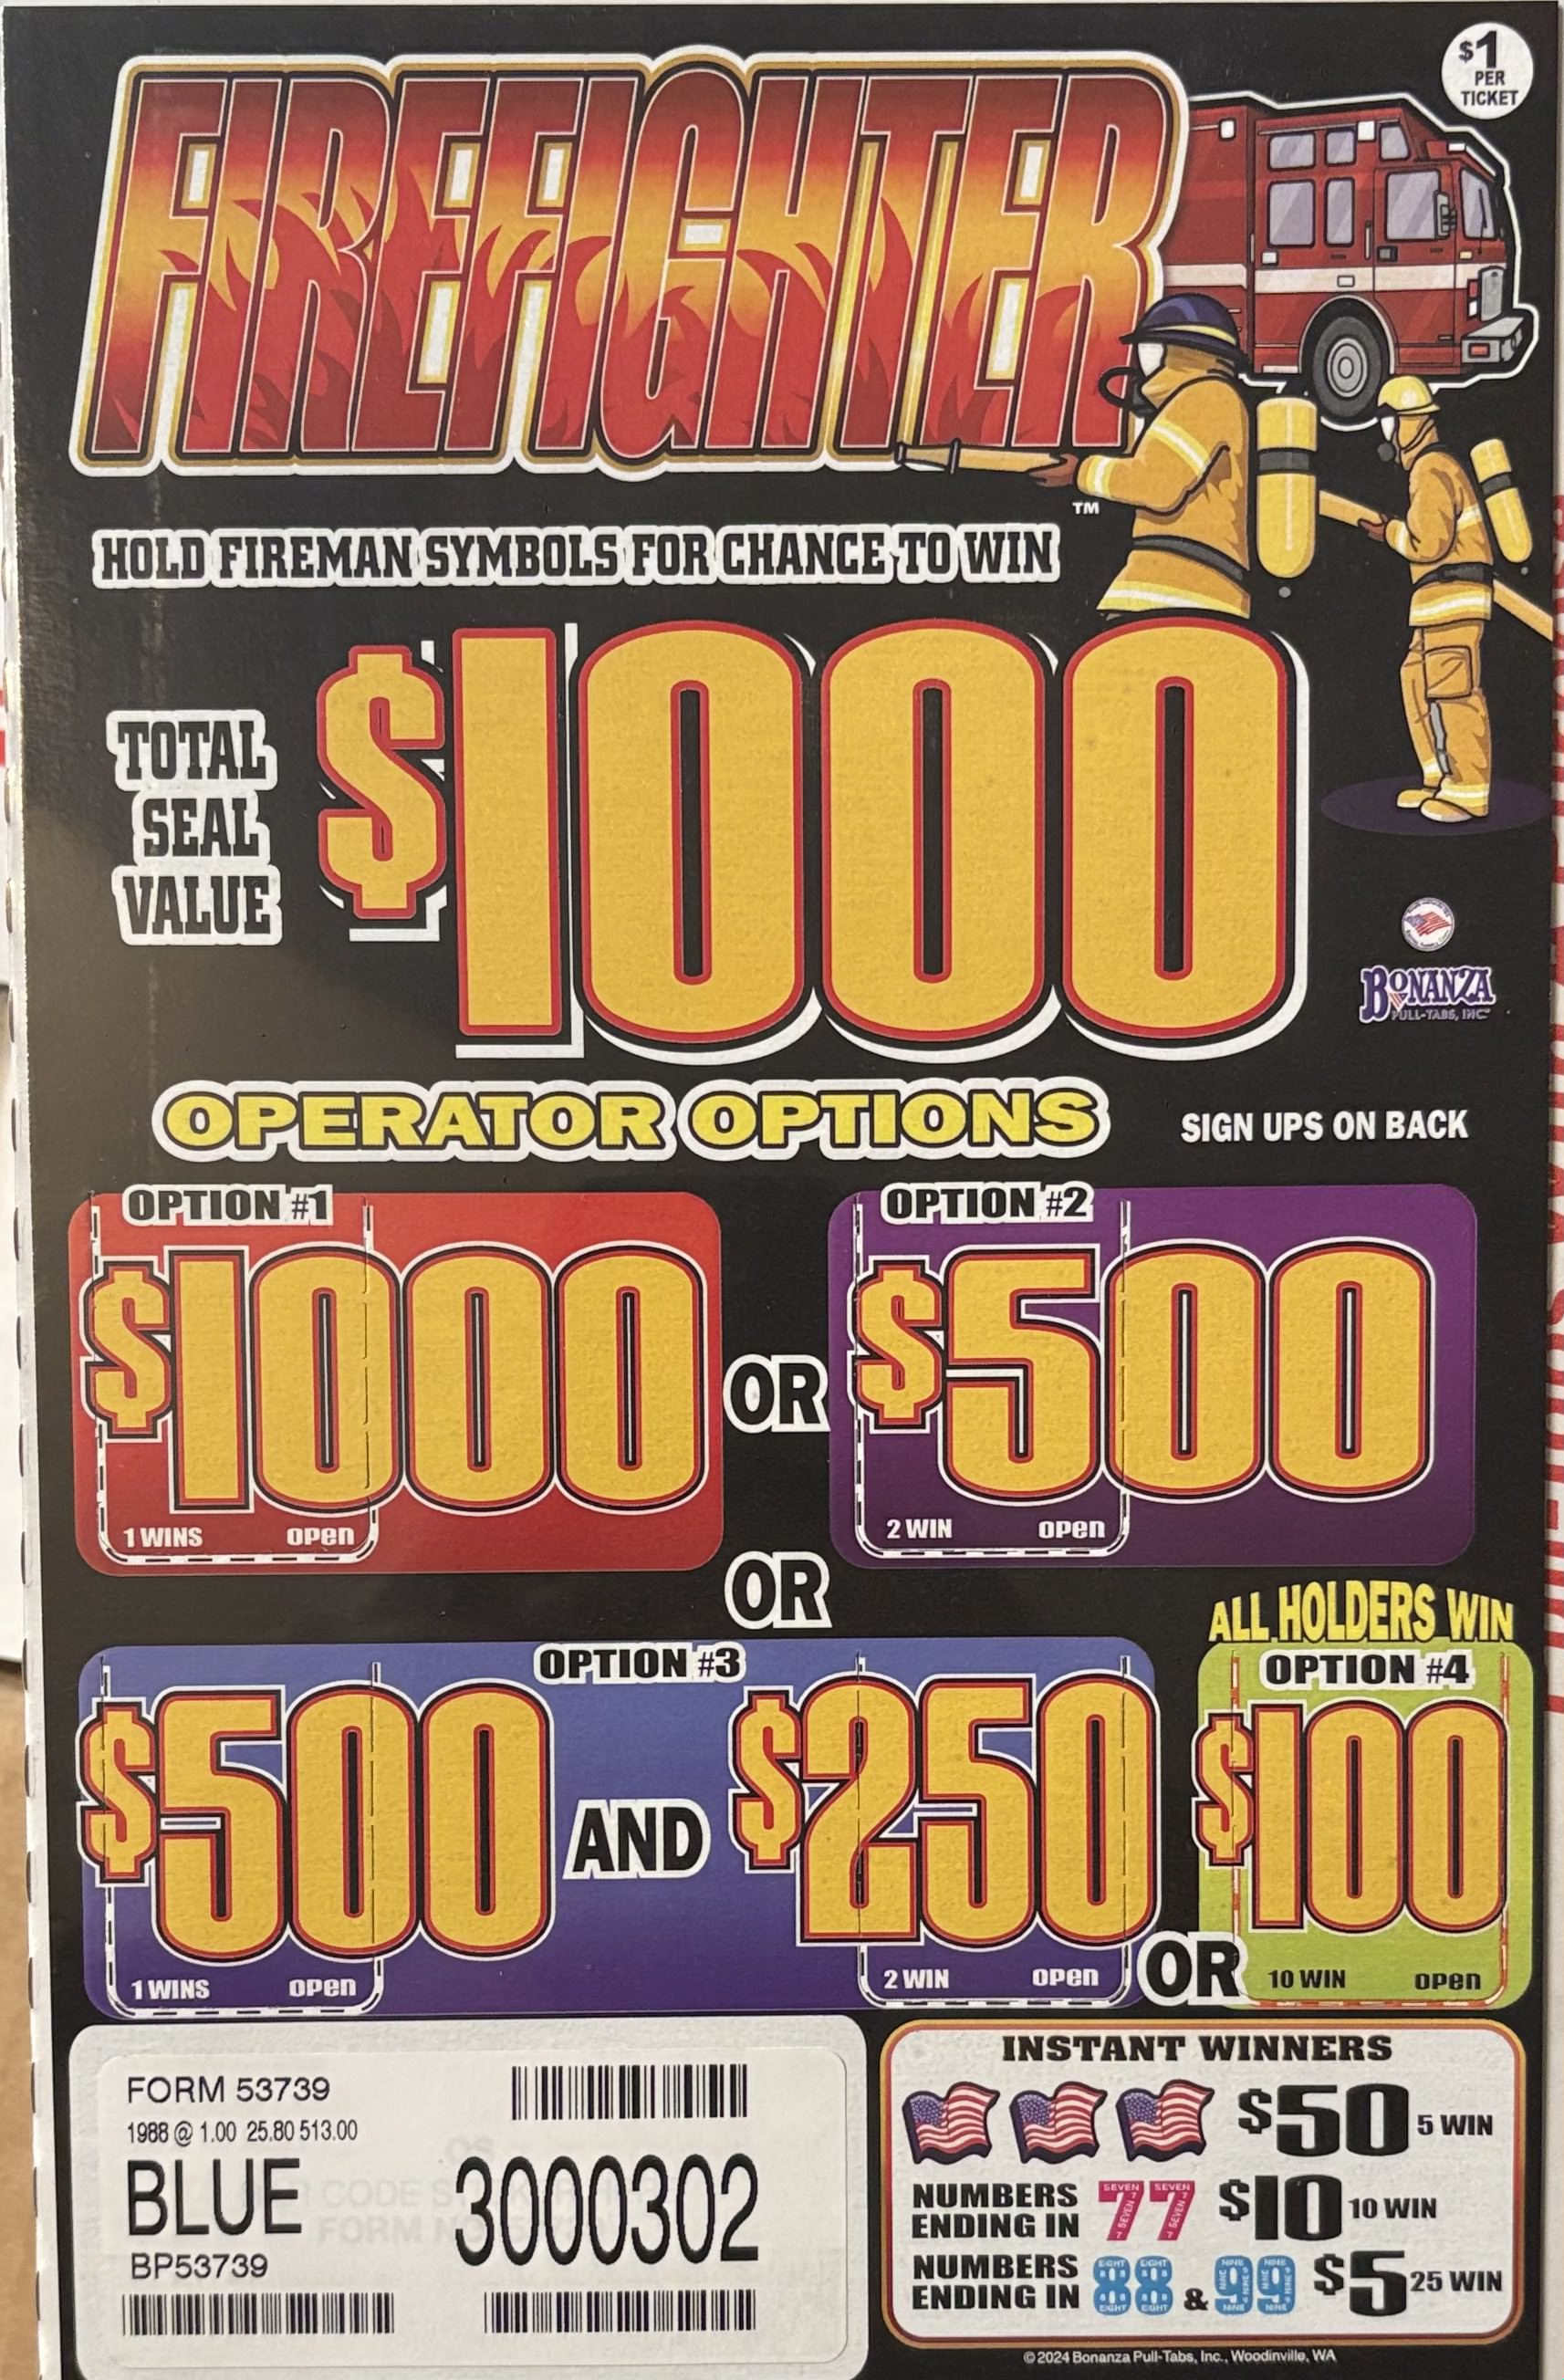 $1
PER
TICKET
FIREFIGHTER
TM
HOLD FIREMAN SYMBOLS FOR CHANCE TO WIN
TOTAL
SEAL
VALUE
$1000
BONANZA
PULL-TABS, INC
OPERATOR OPTIONS
SIGN UPS ON BACK
OPTION #1
$1000
1 WINS open
OR
OPTION #2
$500
2 WIN open
OR
ALL HOLDERS WIN
OPTION #3
$500
1 WINS open
AND
$250
2 WIN open
OR
OPTION #4
$100
10 WIN open
FORM 53739
1988 @ 1.00 25.80 513.00
BLUE
3000302
BP53739
INSTANT WINNERS
$50 5 WIN
NUMBERS ENDING IN 77 $10 10 WIN
NUMBERS ENDING IN 88 & 99 $5 25 WIN
©2024 Bonanza Pull-Tabs, Inc., Woodinville, WA